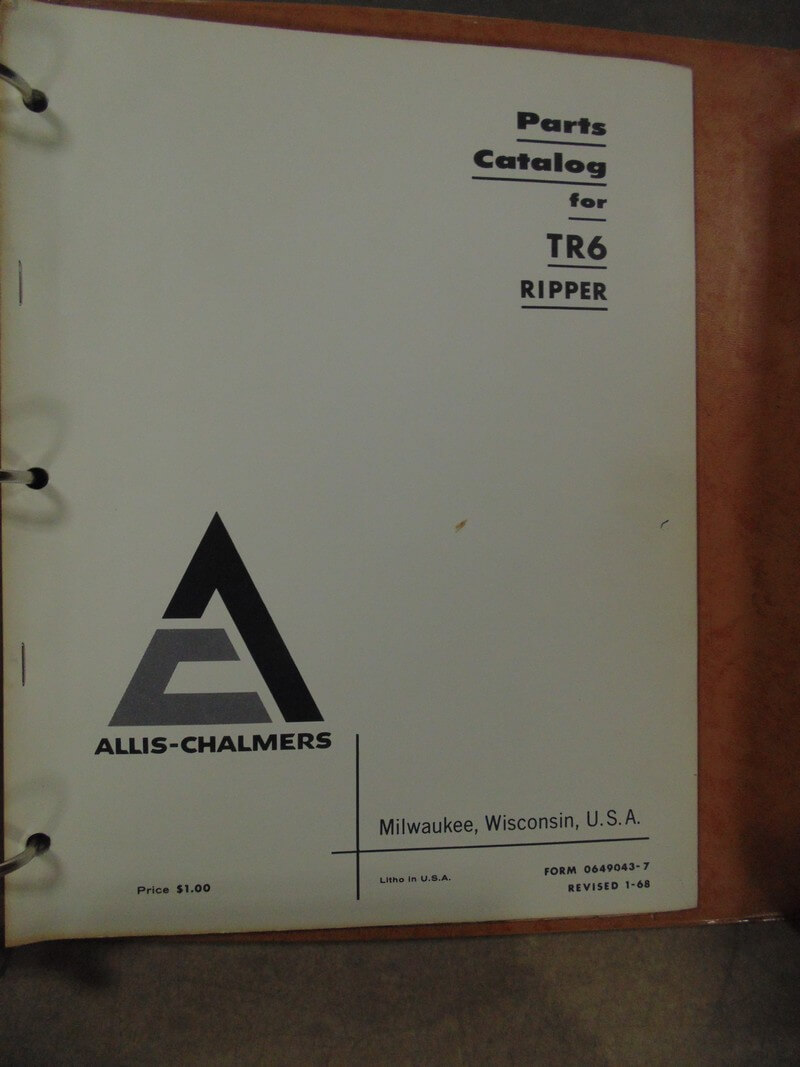 Parts
Catalog
for
TR6
RIPPER
ALLIS-CHALMERS
Milwaukee, Wisconsin, U.S.A.
Price $1.00
Litho in U.S.A.
FORM 0649043-7
REVISED 1-68